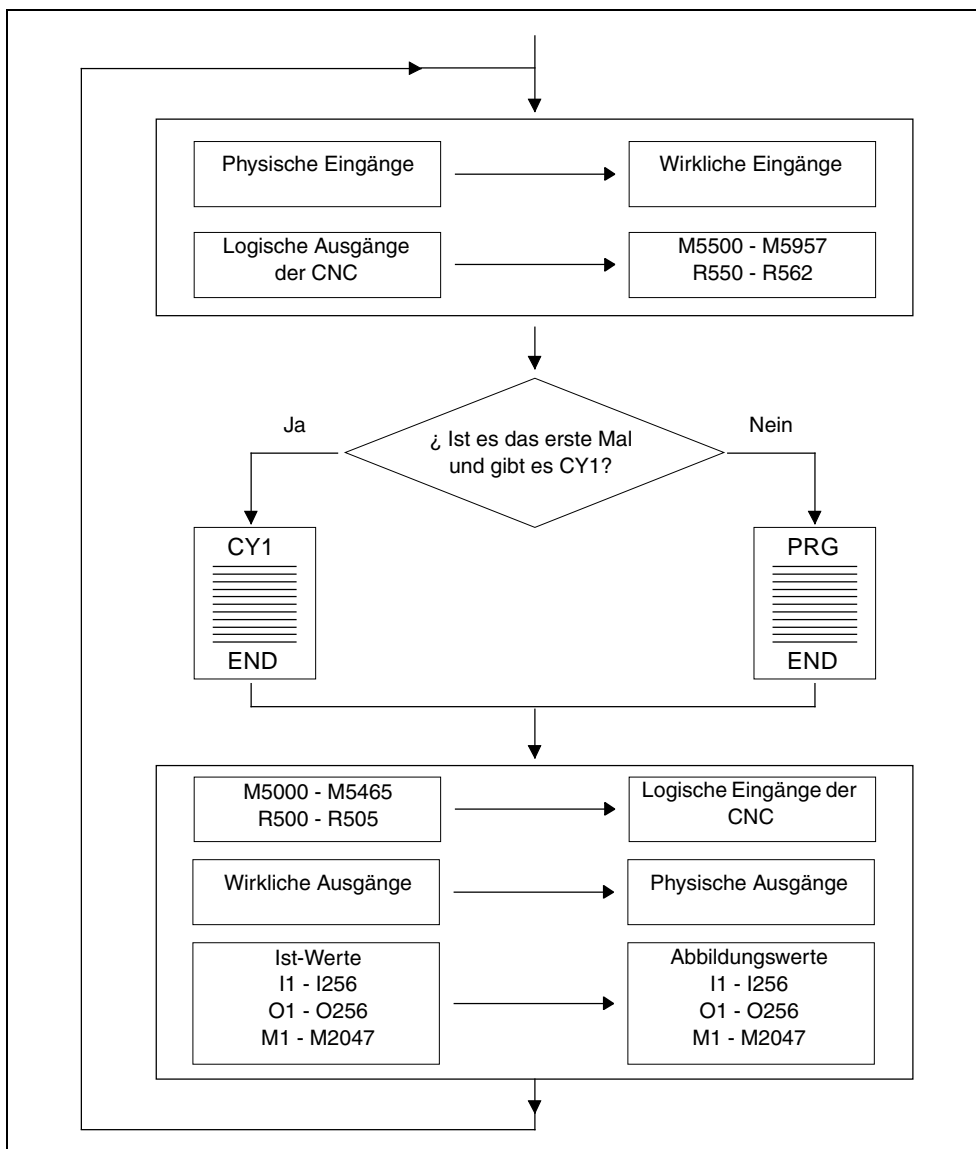 Physische Eingänge
Wirkliche Eingänge
Logische Ausgänge
der CNC
M5500 - M5957
R550 - R562
Ja
Nein
¿ Ist es das erste Mal
und gibt es CY1?
CY1
END
PRG
END
M5000 - M5465
R500 - R505
Logische Eingänge der
CNC
Wirkliche Ausgänge
Physische Ausgänge
Ist-Werte
I1 - I256
O1 - O256
M1 - M2047
Abbildungswerte
I1 - I256
O1 - O256
M1 - M2047